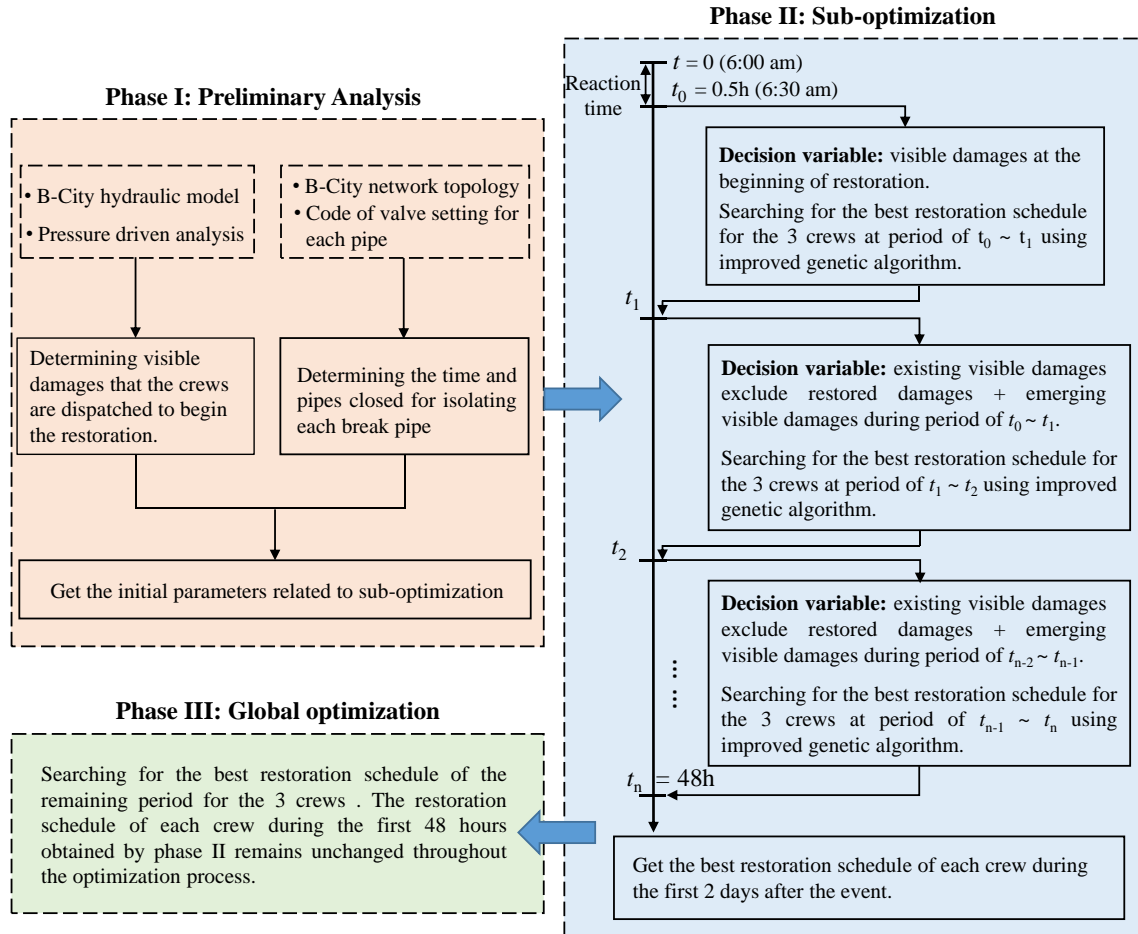 Phase I: Preliminary Analysis
• B-City hydraulic model
• Pressure driven analysis
• B-City network topology
• Code of valve setting for
each pipe
Determining visible
damages that the crews
are dispatched to begin
the restoration.
Determining the time and
pipes closed for isolating
each break pipe
Get the initial parameters related to sub-optimization
Phase II: Sub-optimization
t = 0 (6:00 am)
Reaction
time
t0 = 0.5h (6:30 am)
Decision variable: visible damages at the
beginning of restoration.
Searching for the best restoration schedule
for the 3 crews at period of t0 ~ t1 using
improved genetic algorithm.
t1
Decision variable: existing visible damages
exclude restored damages + emerging
visible damages during period of t0 ~ t1.
Searching for the best restoration schedule for
the 3 crews at period of t1 ~ t2 using improved
genetic algorithm.
t2
Decision variable: existing visible damages
exclude restored damages + emerging
visible damages during period of tn-2 ~ tn-1.
Searching for the best restoration schedule for
the 3 crews at period of tn-1 ~ tn using
improved genetic algorithm.
tn = 48h
Get the best restoration schedule of each crew during
the first 2 days after the event.
Phase III: Global optimization
Searching for the best restoration schedule of the
remaining period for the 3 crews . The restoration
schedule of each crew during the first 48 hours
obtained by phase II remains unchanged throughout
the optimization process.